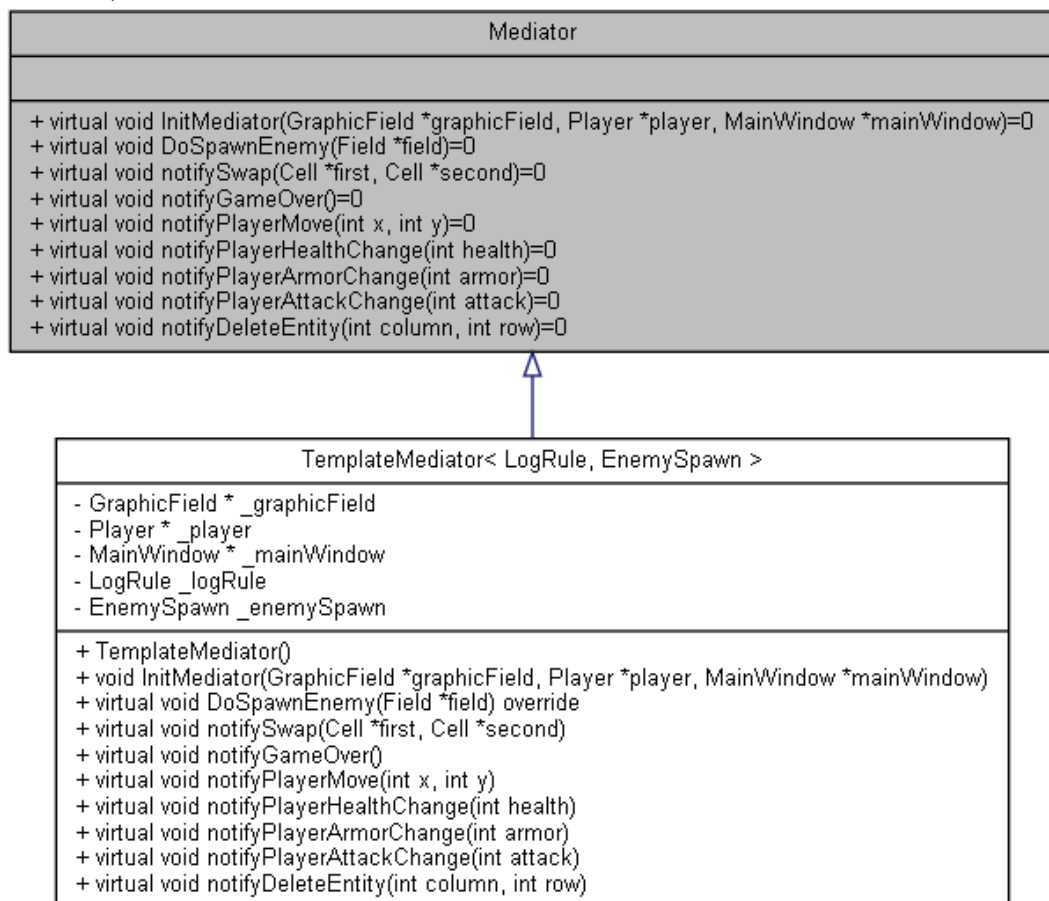 Mediator
+ virtual void InitMediator(GraphicField *graphicField, Player *player, MainWindow *mainWindow)=0
+ virtual void DoSpawnEnemy(Field *field)=0
+ virtual void notifySwap(Cell *first, Cell *second)=0
+ virtual void notifyGameOver()=0
+ virtual void notifyPlayerMove(int x, int y)=0
+ virtual void notifyPlayerHealthChange(int health)=0
+ virtual void notifyPlayerArmorChange(int armor)=0
+ virtual void notifyPlayerAttackChange(int attack)=0
+ virtual void notifyDeleteEntity(int column, int row)=0
TemplateMediator< LogRule, EnemySpawn >
- GraphicField * _graphicField
- Player * _player
- MainWindow * _mainWindow
- LogRule _logRule
- EnemySpawn _enemySpawn
+ TemplateMediator()
+ void InitMediator(GraphicField *graphicField, Player *player, MainWindow *mainWindow)
+ virtual void DoSpawnEnemy(Field *field) override
+ virtual void notifySwap(Cell *first, Cell *second)
+ virtual void notifyGameOver()
+ virtual void notifyPlayerMove(int x, int y)
+ virtual void notifyPlayerHealthChange(int health)
+ virtual void notifyPlayerArmorChange(int armor)
+ virtual void notifyPlayerAttackChange(int attack)
+ virtual void notifyDeleteEntity(int column, int row)